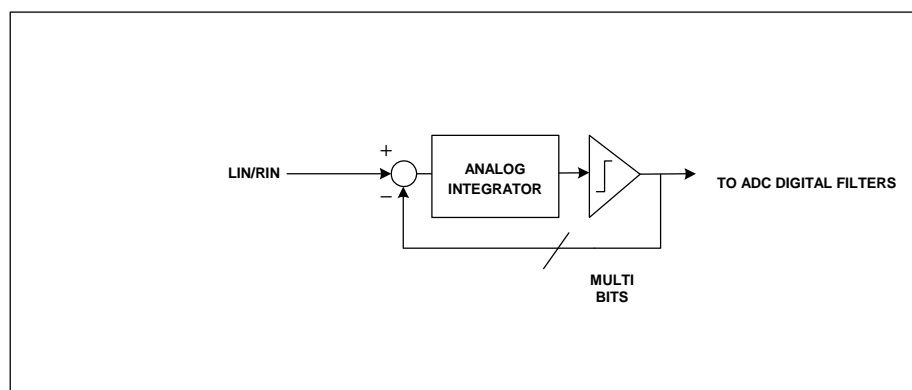 +
LIN/RIN
−
ANALOG
INTEGRATOR
TO ADC DIGITAL FILTERS
MULTI
BITS